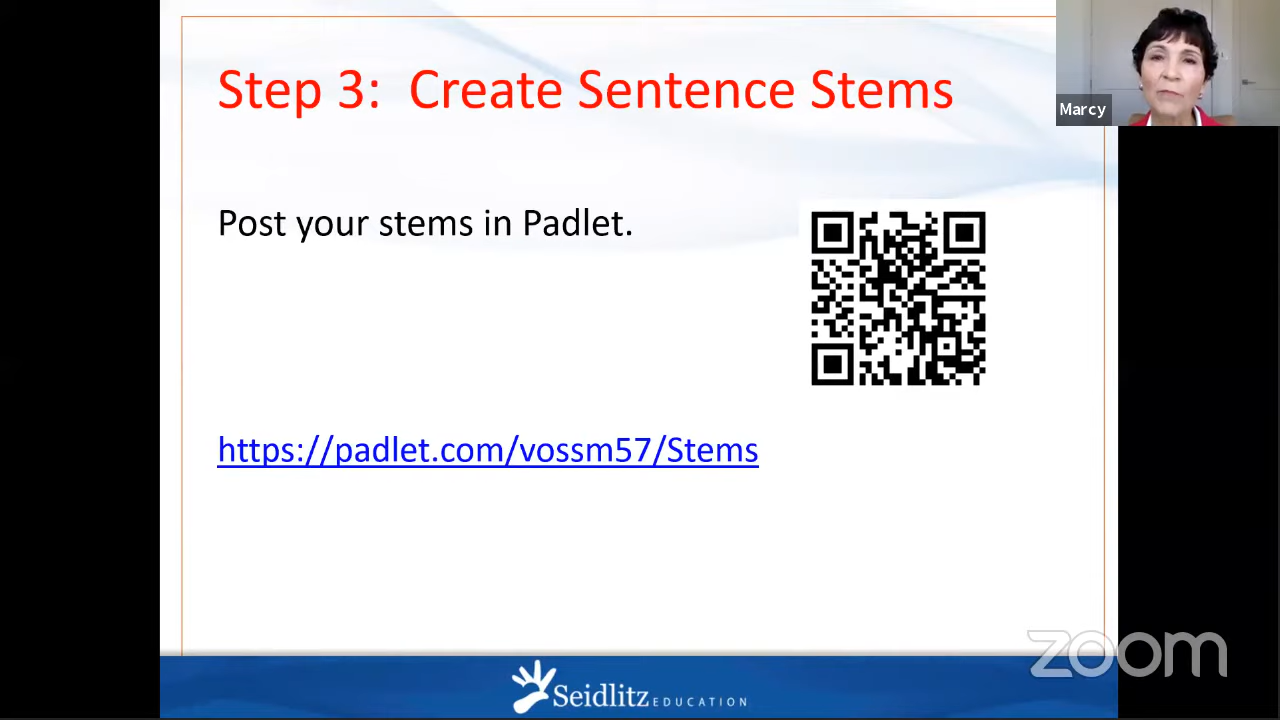 Step 3: Create Sentence Stems
Marcy
Post your stems in Padlet.
https://padlet.com/vossm57/Stems
zoom
Seidlitz EDUCATION